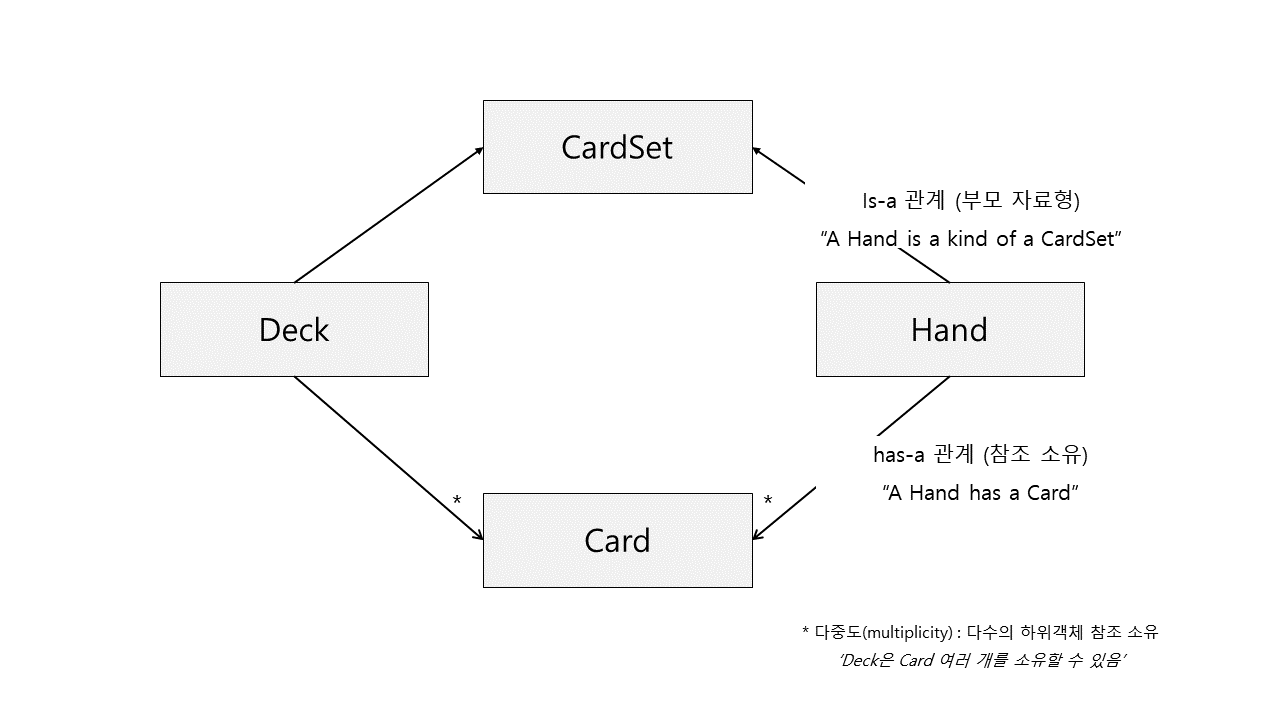 CardSet
Is-a 관계 (부모 자료형)
"A Hand is a kind of a CardSet"
Deck
Hand
has-a 관계 (참조 소유)
"A Hand has a Card"
*
*
Card
* 다중도(multiplicity) : 다수의 하위객체 참조 소유
'Deck은 Card 여러 개를 소유할 수 있음'